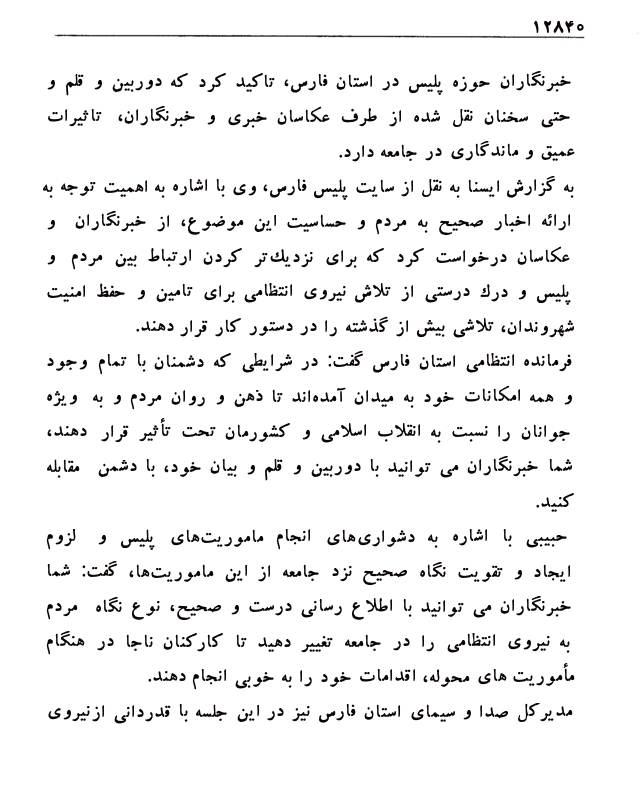 ۱۲۸۴۰
خبرنگاران حوزه پلیس در استان فارس، تاکید کرد که دوربین و قلم و
حتی سخنان نقل شده از طرف عکاسان خبری و خبرنگاران، تاثیرات
عمیق و ماندگاری در جامعه دارد.
به گزارش ایسنا به نقل از سایت پلیس فارس، وی با اشاره به اهمیت توجه به
ارائه اخبار صحیح به مردم و حساسیت این موضوع، از خبرنگاران و
عکاسان درخواست کرد که برای نزدیك‌تر کردن ارتباط بین مردم و
پلیس و درك درستی از تلاش نیروی انتظامی برای تامین و حفظ امنیت
شهروندان، تلاشی بیش از گذشته را در دستور کار قرار دهند.
فرمانده انتظامی استان فارس گفت: در شرایطی که دشمنان با تمام وجود
و همه امکانات خود به میدان آمده‌اند تا ذهن و روان مردم و به ویژه
جوانان را نسبت به انقلاب اسلامی و کشورمان تحت تأثیر قرار دهند،
شما خبرنگاران می توانید با دوربین و قلم و بیان خود، با دشمن مقابله
کنید.
حبیبی با اشاره به دشواری‌های انجام ماموریت‌های پلیس و لزوم
ایجاد و تقویت نگاه صحیح نزد جامعه از این ماموریت‌ها، گفت: شما
خبرنگاران می توانید با اطلاع رسانی درست و صحیح، نوع نگاه مردم
به نیروی انتظامی را در جامعه تغییر دهید تا کارکنان ناجا در هنگام
مأموریت های محوله، اقدامات خود را به خوبی انجام دهند.
مدیرکل صدا و سیمای استان فارس نیز در این جلسه با قدردانی ازنیروی